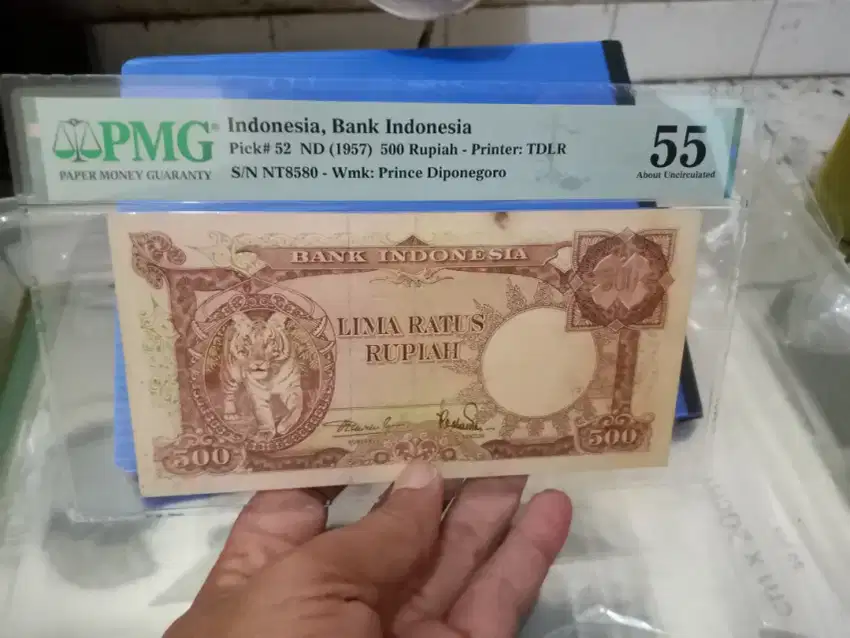 PMG®
PAPER MONEY GUARANTY
Indonesia, Bank Indonesia
Pick# 52 ND (1957) 500 Rupiah - Printer: TDLR
S/N NT8580 - Wmk: Prince Diponegoro
55
About Uncirculated
BANK INDONESIA
500
LIMA RATUS
RUPIAH
500
500